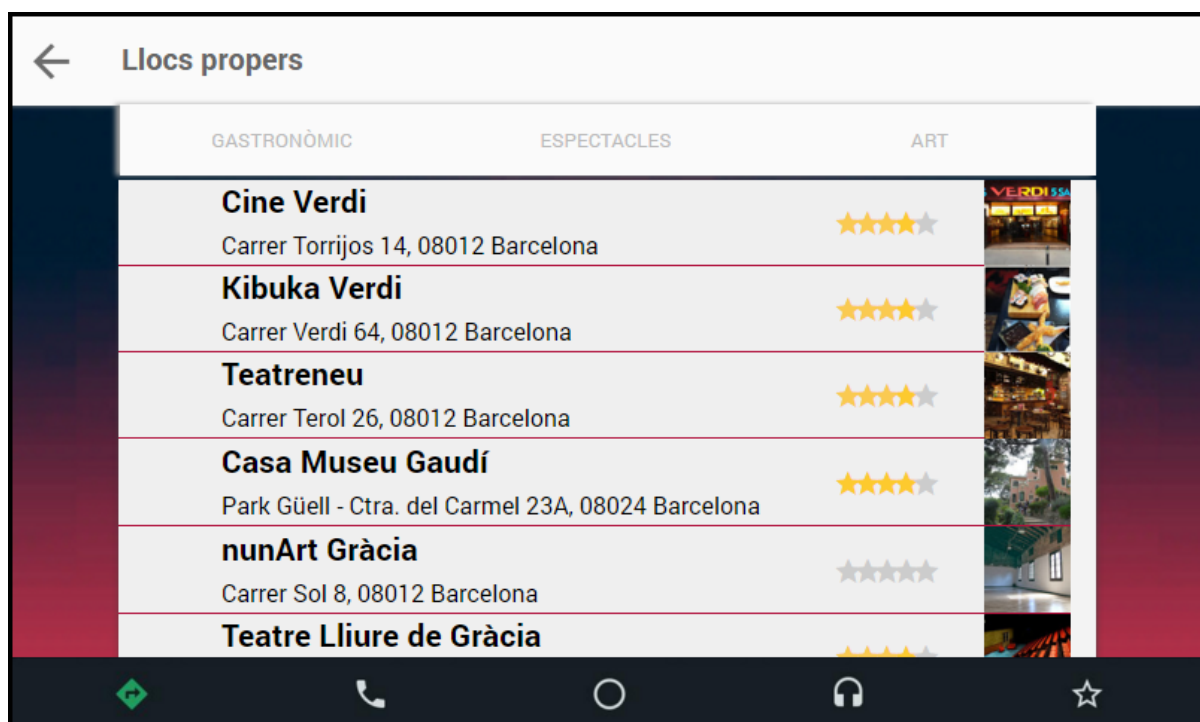 Llocs propers
GASTRONÒMIC ESPECTACLES ART
Cine Verdi
Carrer Torrijos 14, 08012 Barcelona
VERDI
Kibuka Verdi
Carrer Verdi 64, 08012 Barcelona
Teatreneu
Carrer Terol 26, 08012 Barcelona
Casa Museu Gaudí
Park Güell - Ctra. del Carmel 23A, 08024 Barcelona
nunArt Gràcia
Carrer Sol 8, 08012 Barcelona
Teatre Lliure de Gràcia